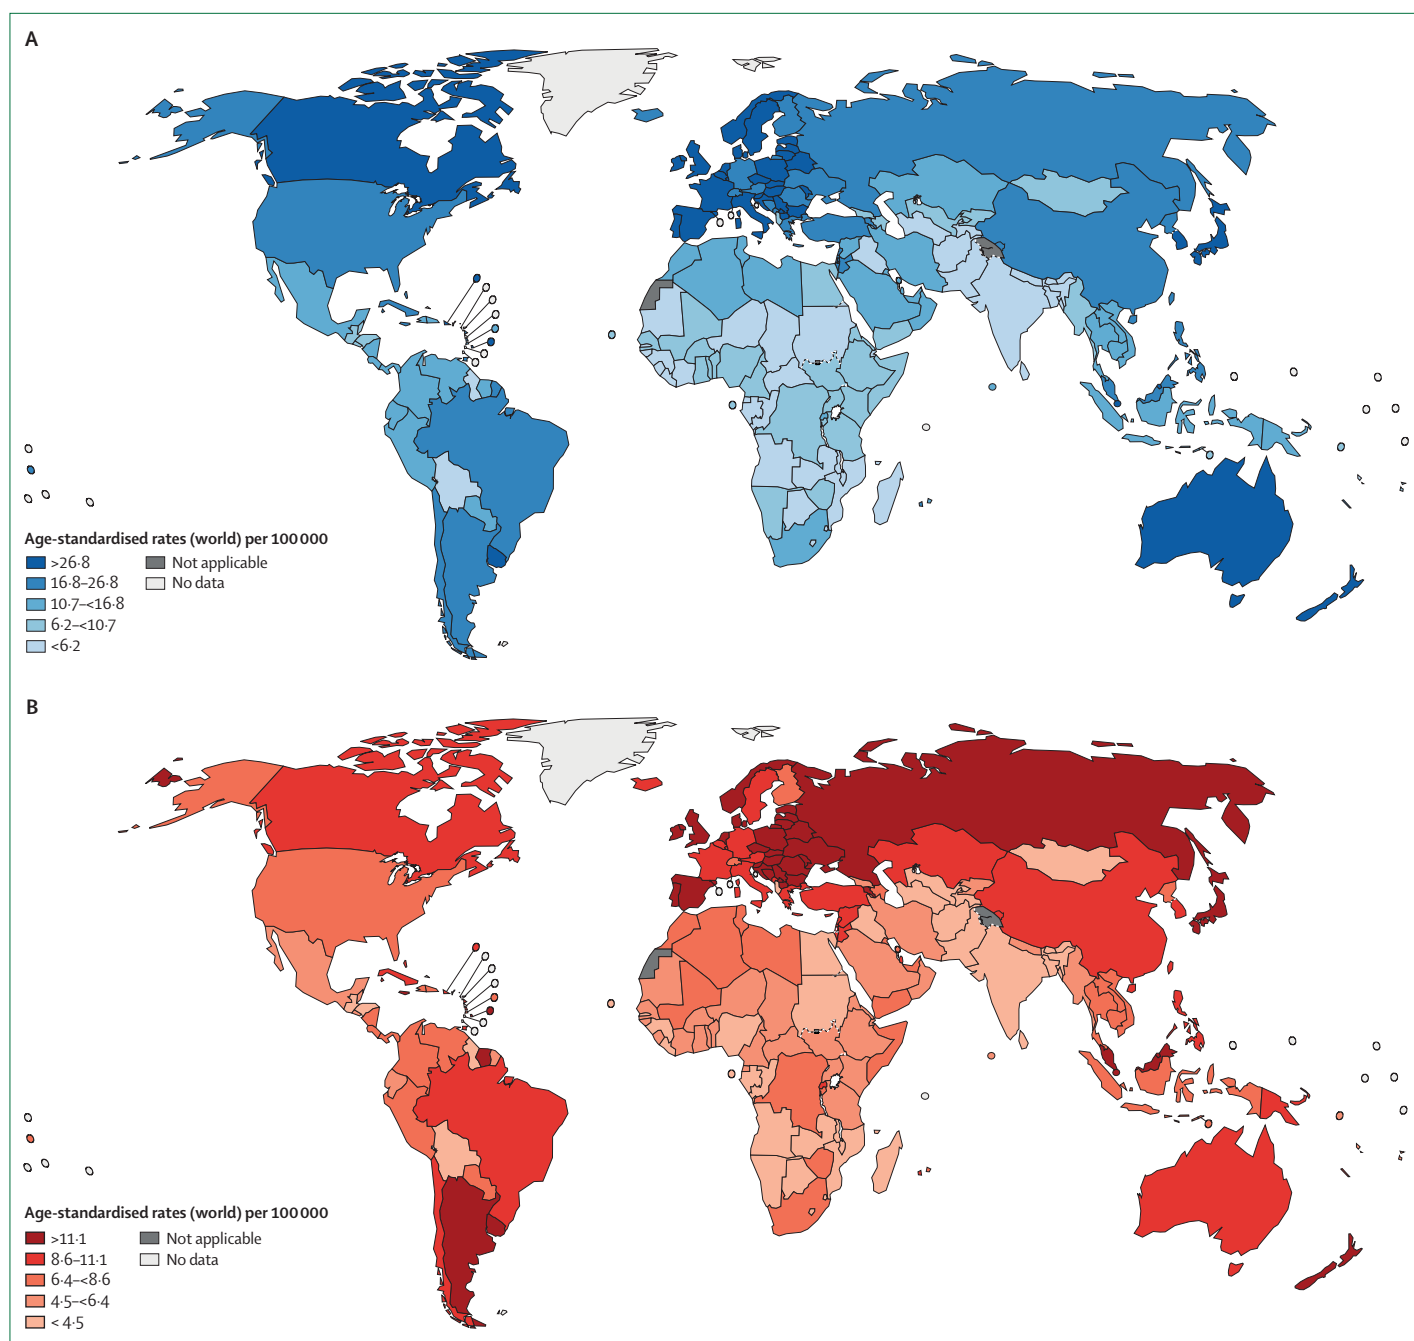 A
Age-standardised rates (world) per 100 000
>26·8
16·8–26·8
10·7–<16·8
6·2–<10·7
<6·2
Not applicable
No data
B
Age-standardised rates (world) per 100 000
>11·1
8·6–11·1
6·4–<8·6
4·5–<6·4
< 4·5
Not applicable
No data